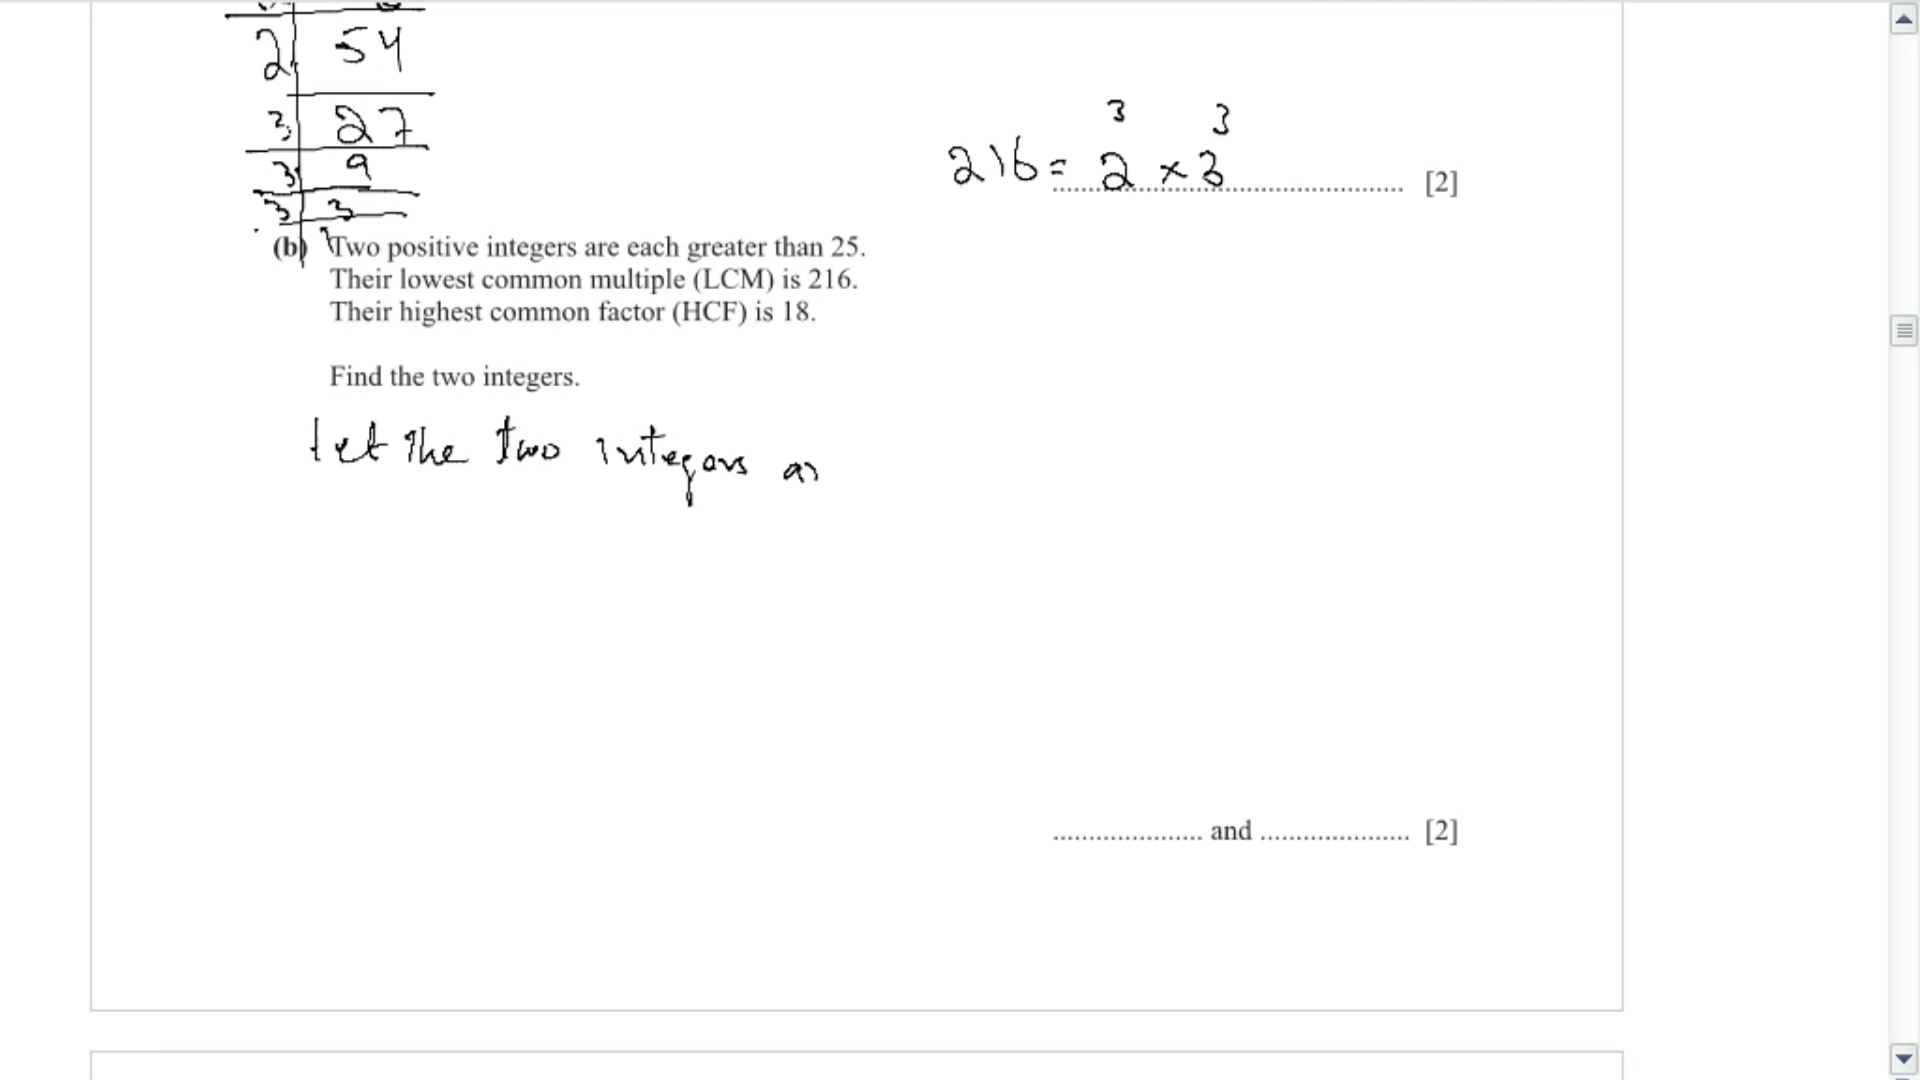 2 54
3 27
3 9
3 3
216 = 2³ × 3³ [2]
(b) Two positive integers are each greater than 25.
Their lowest common multiple (LCM) is 216.
Their highest common factor (HCF) is 18.
Find the two integers.
let the two integers
.................... and .................... [2]